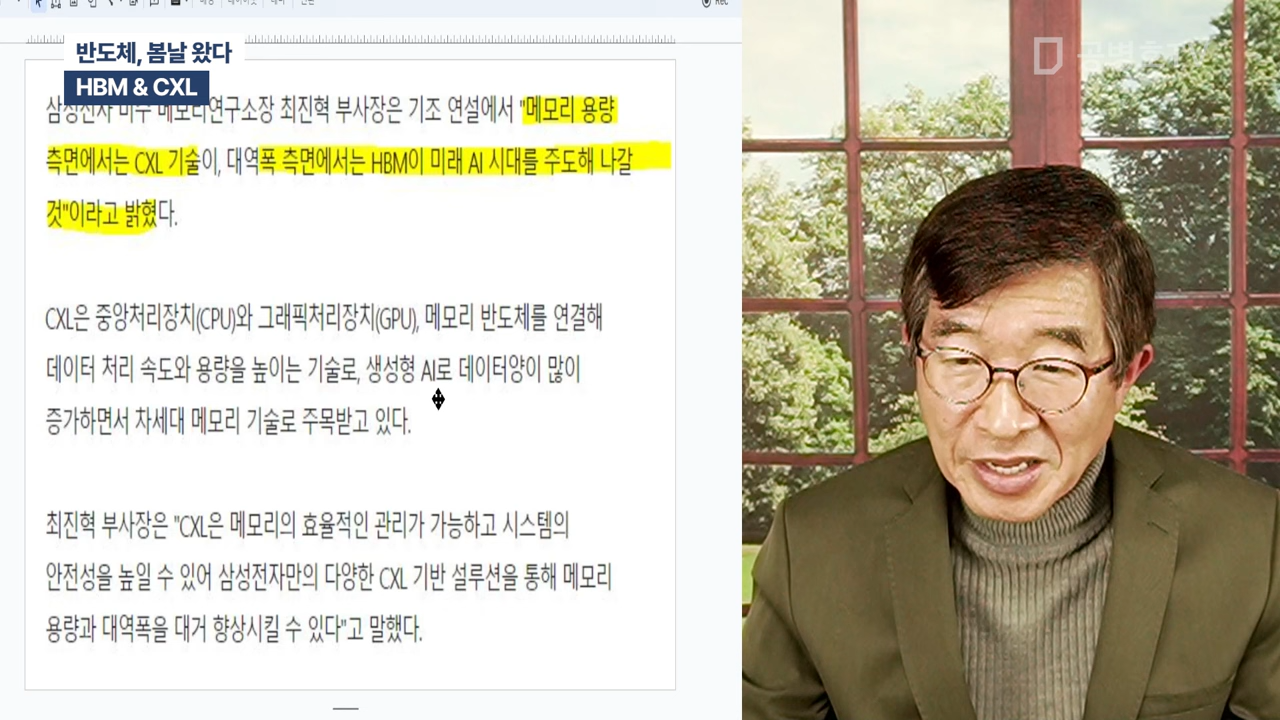 반도체, 봄날 왔다
HBM & CXL
메모리연구소장 최진혁 부사장은 기조 연설에서 "메모리 용량
측면에서는 CXL 기술이, 대역폭 측면에서는 HBM이 미래 AI 시대를 주도해 나갈
것"이라고 밝혔다.
CXL은 중앙처리장치(CPU)와 그래픽처리장치(GPU), 메모리 반도체를 연결해
데이터 처리 속도와 용량을 높이는 기술로, 생성형 AI로 데이터양이 많이
증가하면서 차세대 메모리 기술로 주목받고 있다.
최진혁 부사장은 "CXL은 메모리의 효율적인 관리가 가능하고 시스템의
안전성을 높일 수 있어 삼성전자만의 다양한 CXL 기반 설루션을 통해 메모리
용량과 대역폭을 대거 향상시킬 수 있다"고 말했다.